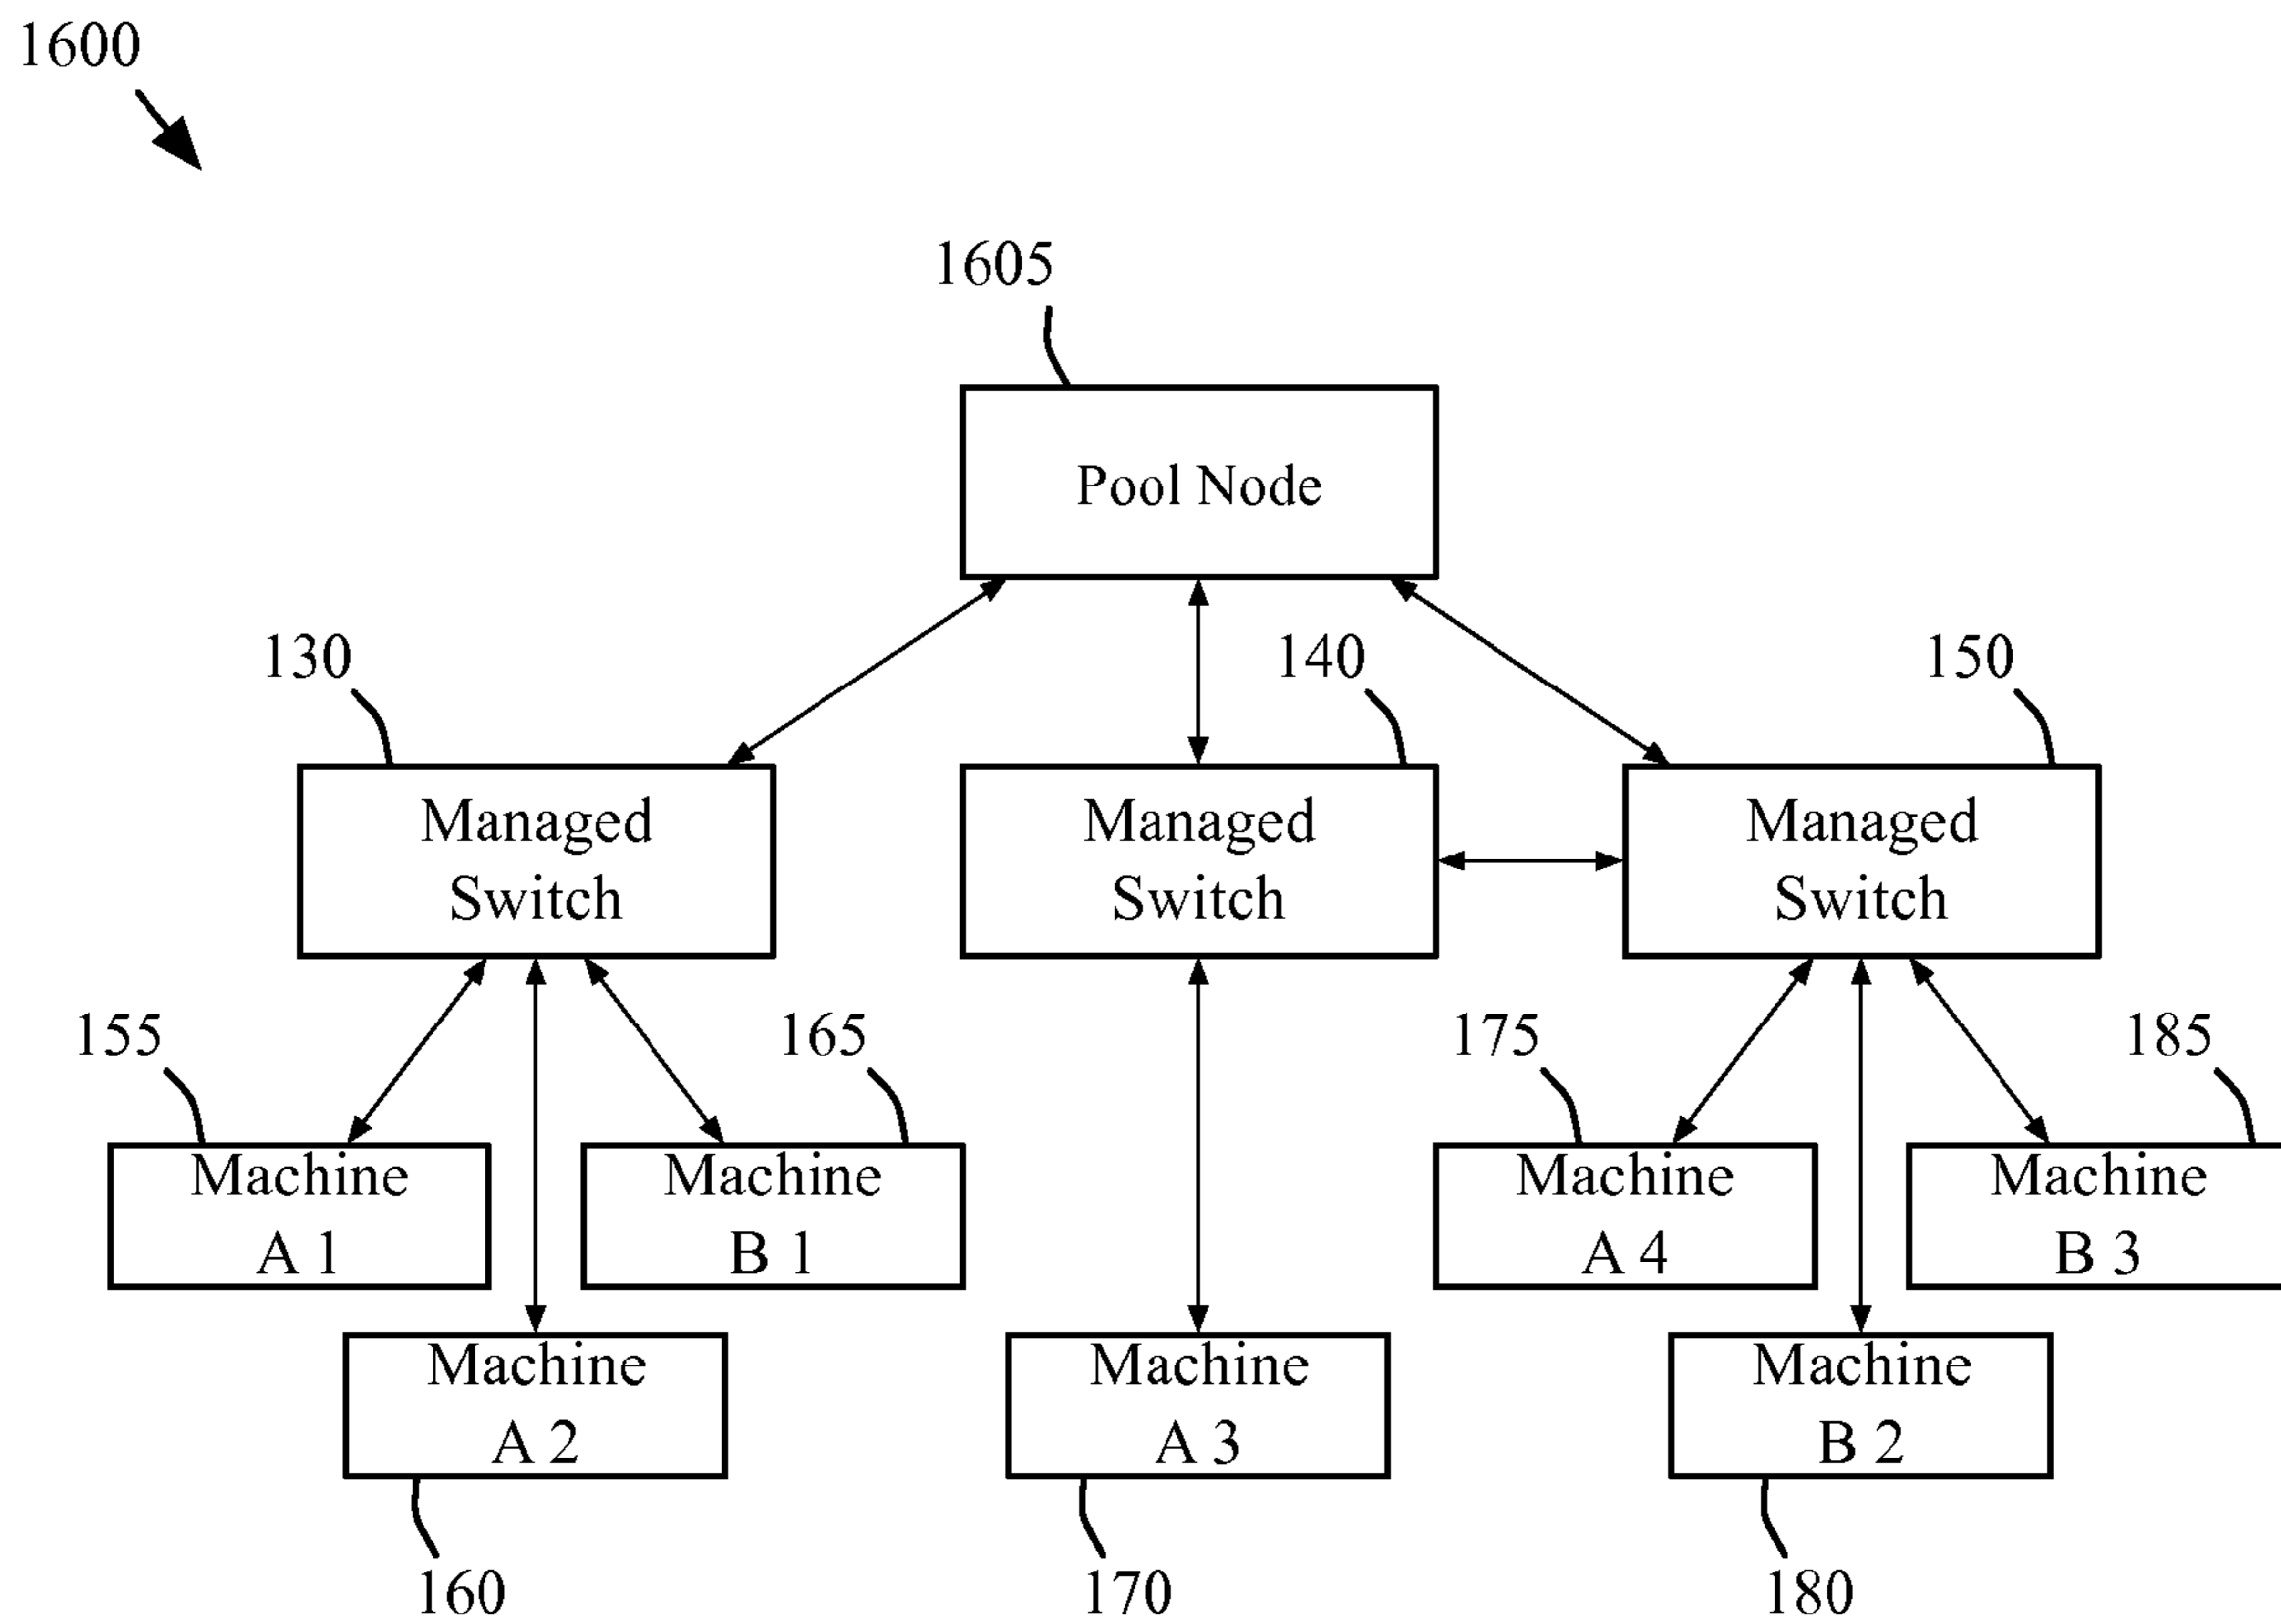 1600
1605
Pool Node
130
140
150
Managed
Switch
Managed
Switch
Managed
Switch
155
165
175
185
Machine
A 1
Machine
B 1
Machine
A 4
Machine
B 3
Machine
A 2
Machine
A 3
Machine
B 2
160
170
180